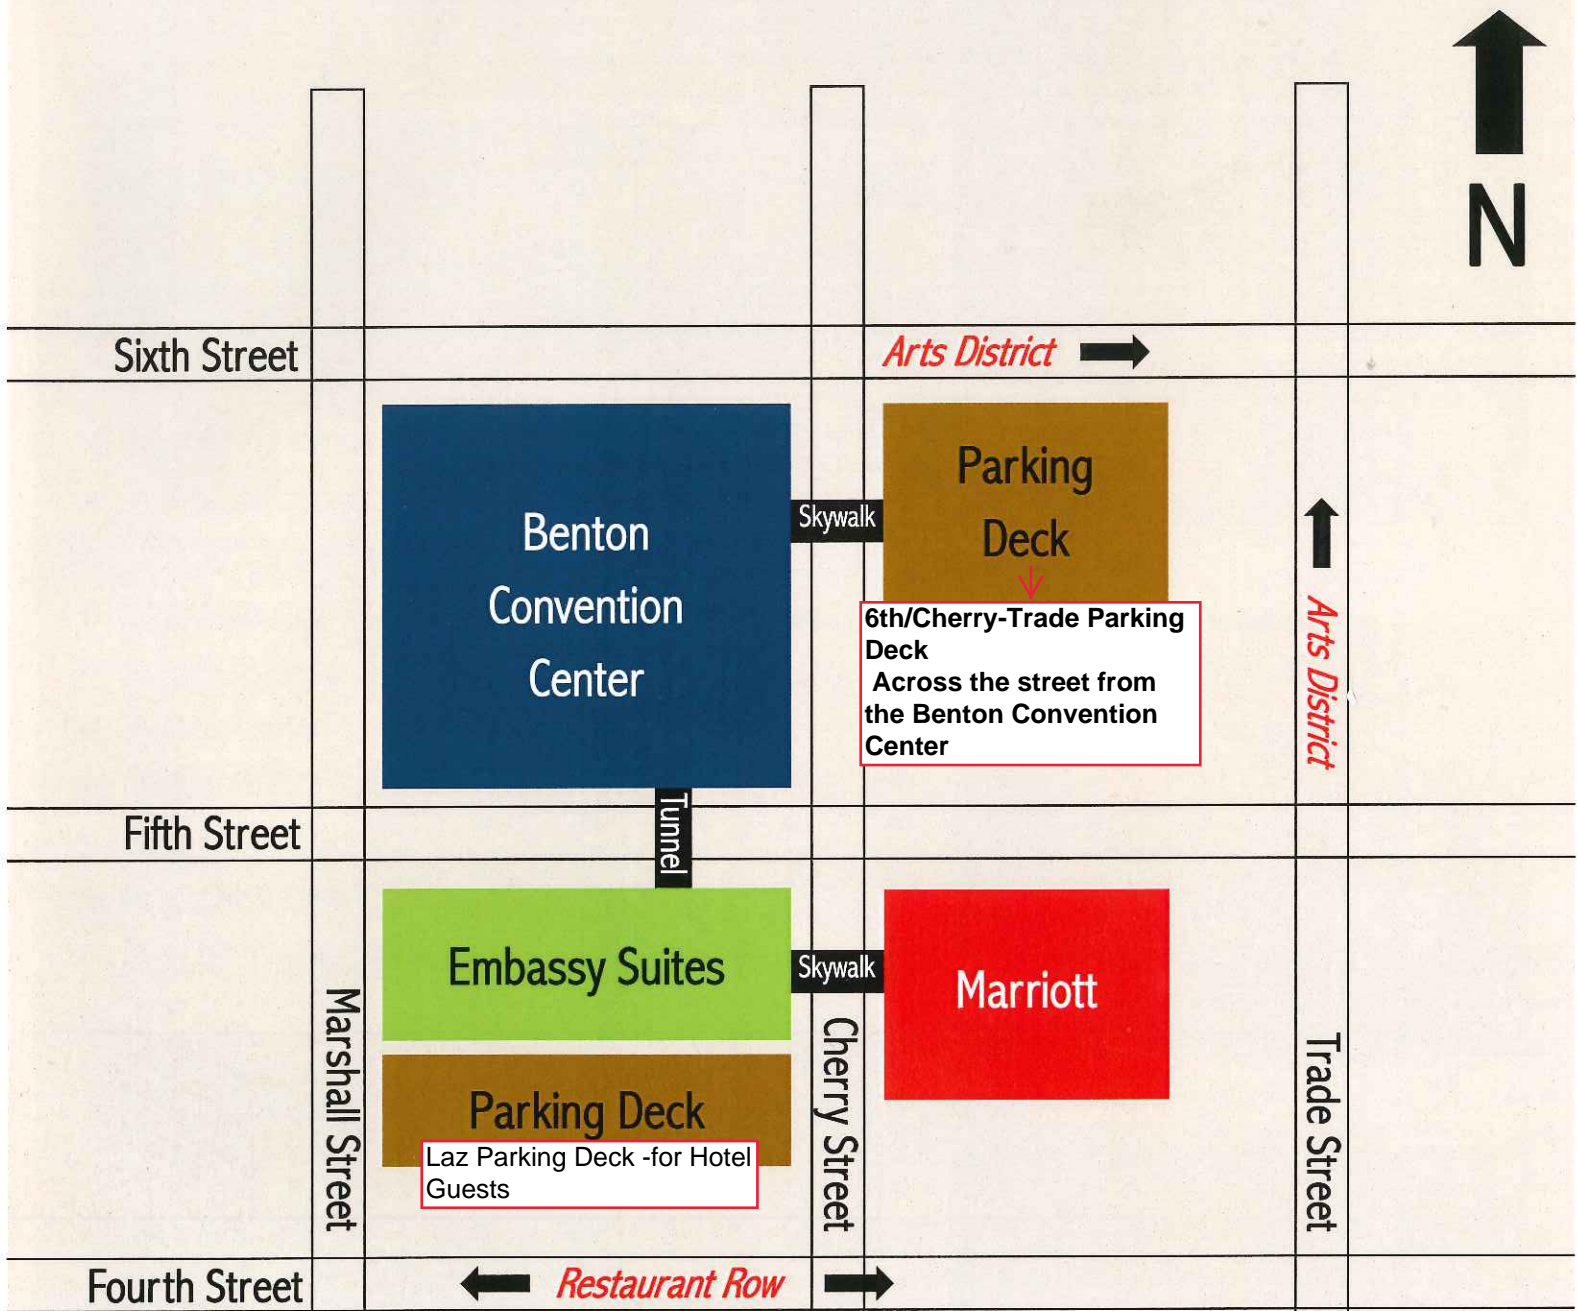 N
Sixth Street
Arts District
Benton
Convention
Center
Skywalk
Parking
Deck
6th/Cherry-Trade Parking
Deck
Across the street from
the Benton Convention
Center
Arts District
Fifth Street
Tunnel
Embassy Suites
Skywalk
Marriott
Parking Deck
Laz Parking Deck -for Hotel
Guests
Marshall Street
Cherry Street
Trade Street
Fourth Street
Restaurant Row